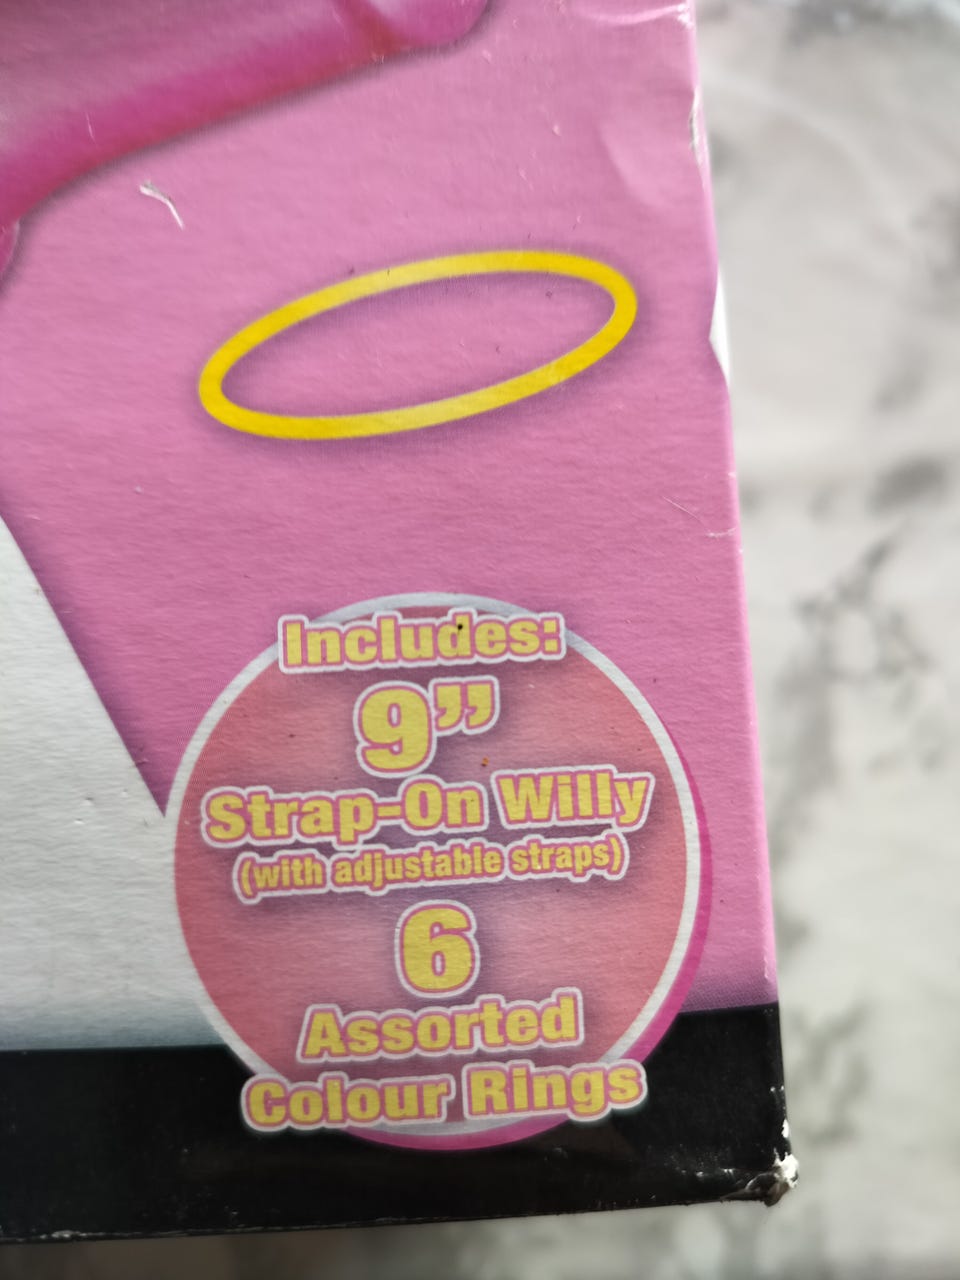 Includes:
9”
Strap-On Willy
(with adjustable straps)
6
Assorted
Colour Rings